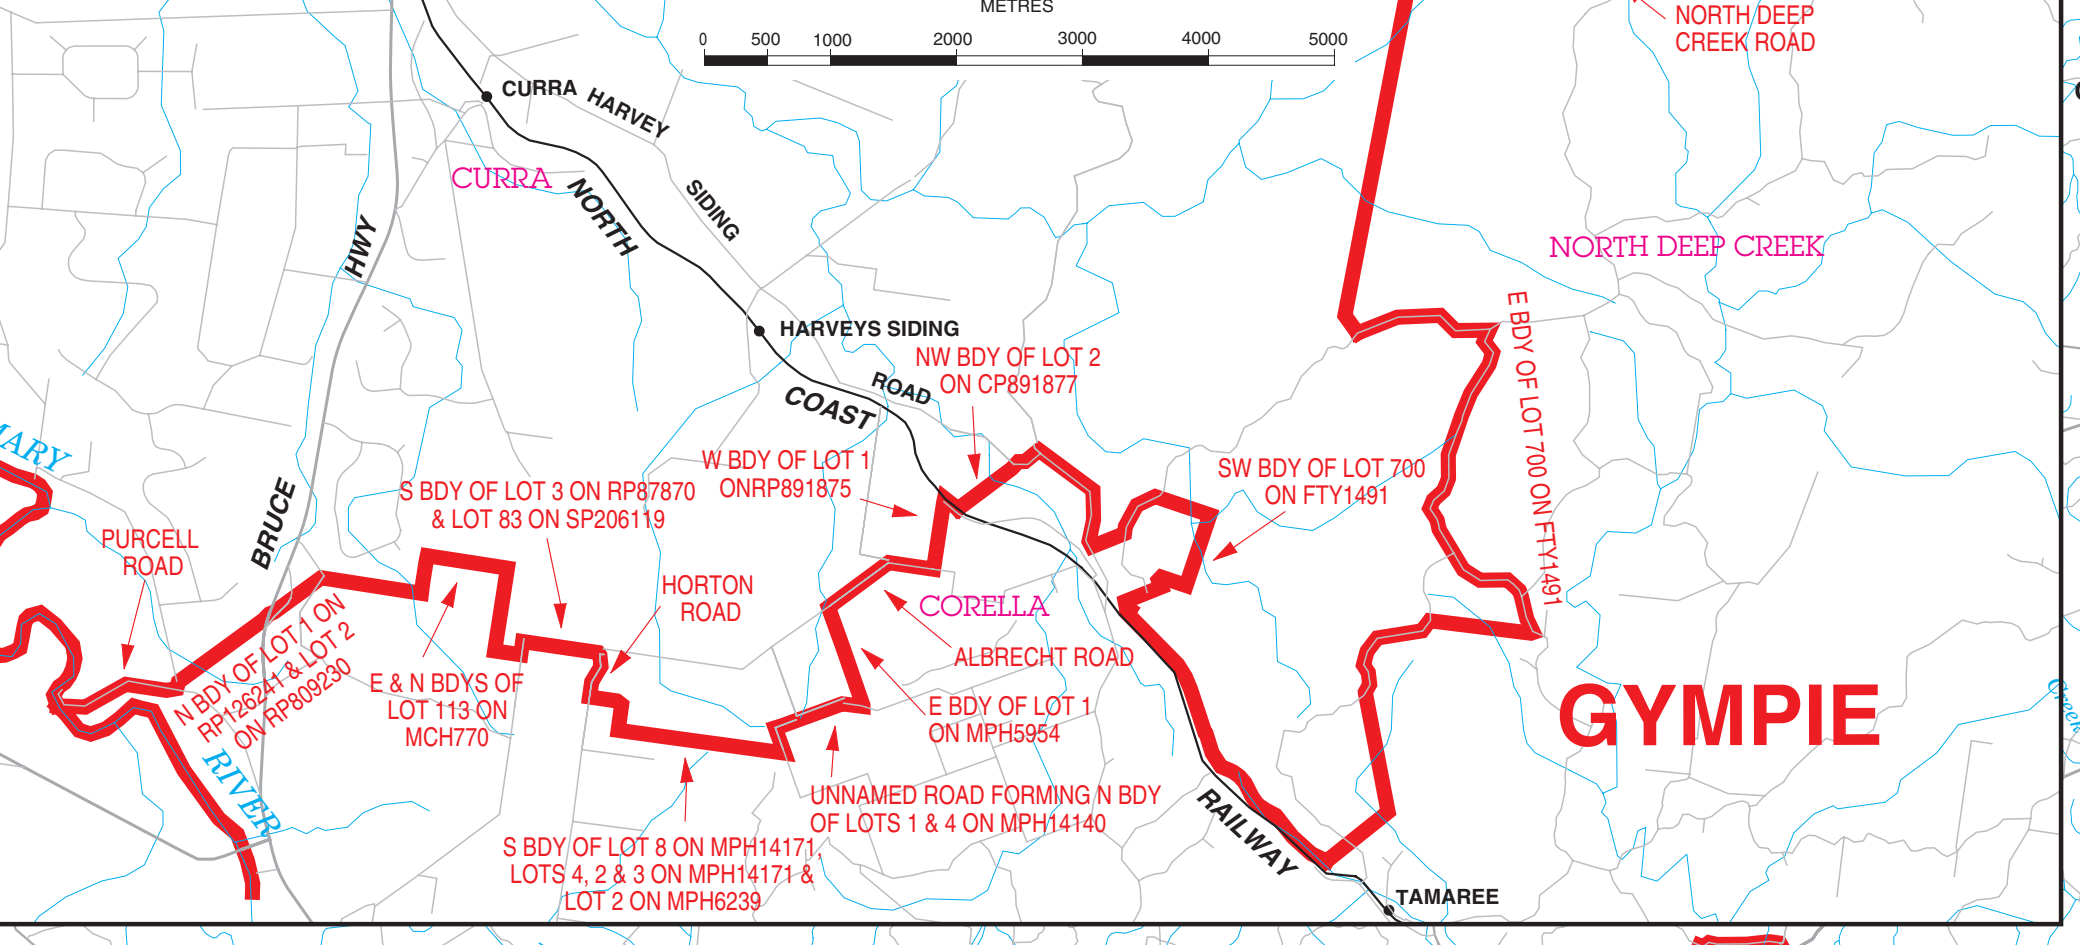 METRES
0 500 1000 2000 3000 4000 5000
NORTH DEEP
CREEK ROAD
CURRA
HARVEY
SIDING
ROAD
CURRA
NORTH
COAST
RAILWAY
HWY
BRUCE
NORTH DEEP CREEK
HARVEYS SIDING
NW BDY OF LOT 2
ON CP891877
E BDY OF LOT 700 ON FTY1491
MARY
W BDY OF LOT 1
ONRP891875
SW BDY OF LOT 700
ON FTY1491
S BDY OF LOT 3 ON RP87870
& LOT 83 ON SP206119
PURCELL
ROAD
HORTON
ROAD
CORELLA
ALBRECHT ROAD
N BDY OF LOT 1 ON
RP126241 & LOT 2
ON RP809230
E & N BDYS OF
LOT 113 ON
MCH770
E BDY OF LOT 1
ON MPH5954
GYMPIE
Creek
RIVER
UNNAMED ROAD FORMING N BDY
OF LOTS 1 & 4 ON MPH14140
S BDY OF LOT 8 ON MPH14171,
LOTS 4, 2 & 3 ON MPH14171 &
LOT 2 ON MPH6239
TAMAREE